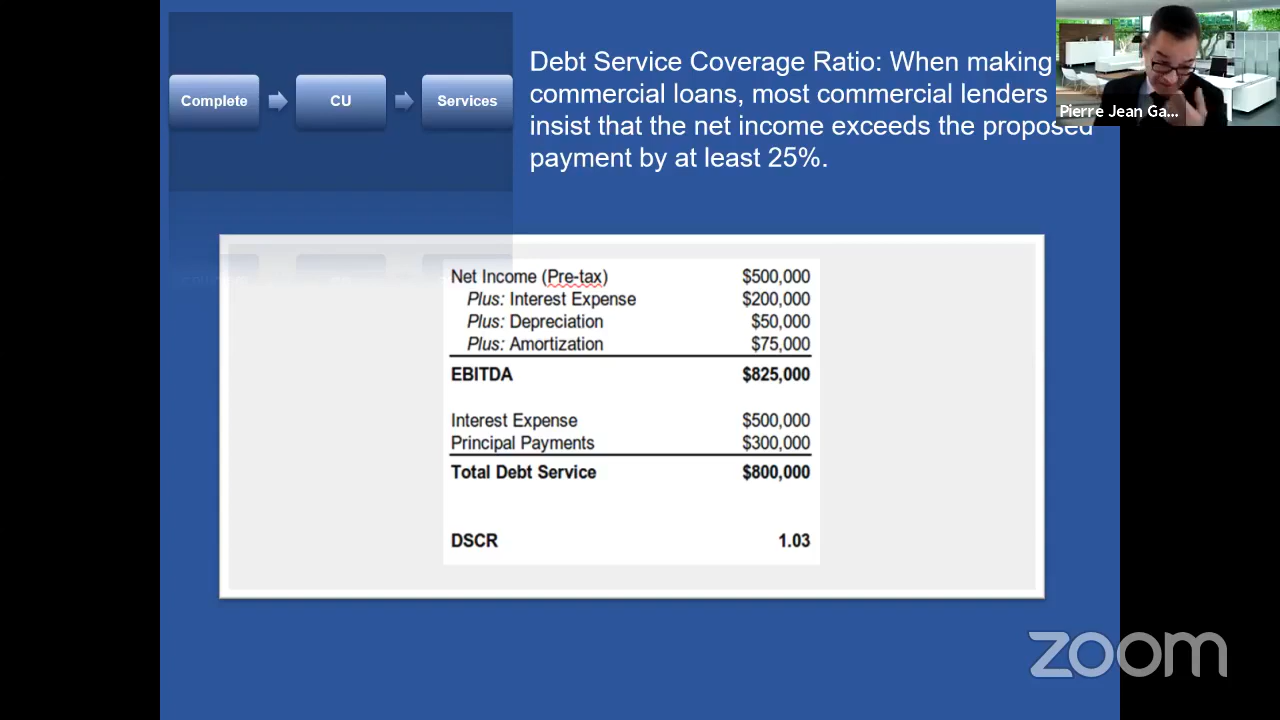 Complete
CU
Services
Debt Service Coverage Ratio: When making
commercial loans, most commercial lenders
insist that the net income exceeds the proposed
payment by at least 25%.
Pierre Jean Ga...
Net Income (Pre-tax) $500,000
Plus: Interest Expense $200,000
Plus: Depreciation $50,000
Plus: Amortization $75,000
EBITDA $825,000
Interest Expense $500,000
Principal Payments $300,000
Total Debt Service $800,000
DSCR 1.03
zoom